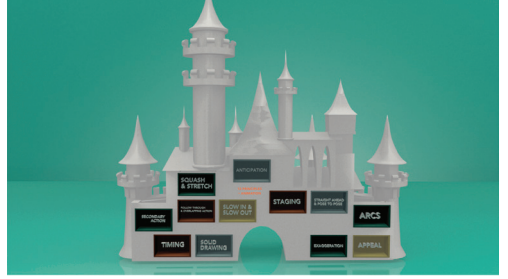 ANTICIPATION
SQUASH
& STRETCH
STAGING
STRAIGHT AHEAD
& POSE TO POSE
FOLLOW THROUGH
& OVERLAPPING ACTION
SLOW IN &
SLOW OUT
SECONDARY
ACTION
ARCS
TIMING
SOLID
DRAWING
EXAGGERATION
APPEAL